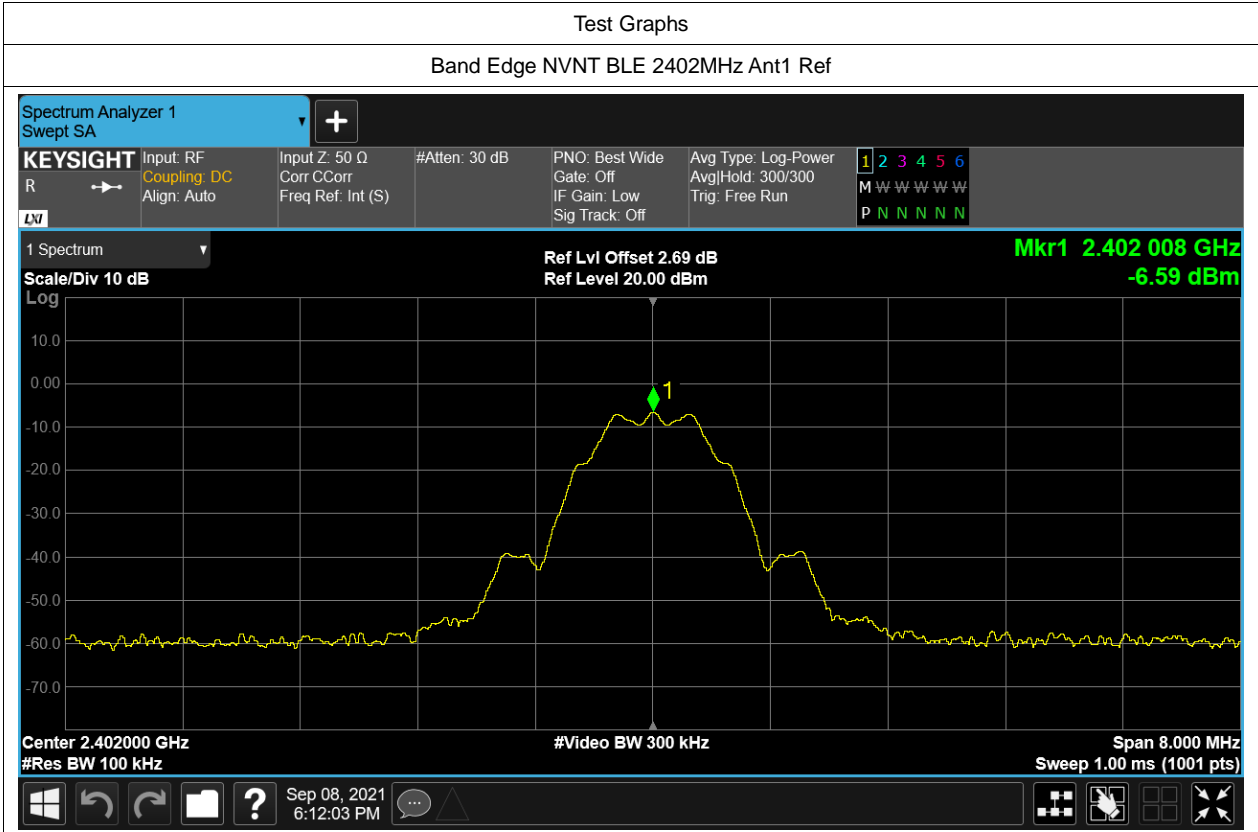 Test Graphs
Band Edge NVNT BLE 2402MHz Ant1 Ref
Spectrum Analyzer 1
Swept SA
+
KEYSIGHT Input: RF Input Z: 50 Ω #Atten: 30 dB PNO: Best Wide Avg Type: Log-Power 1 2 3 4 5 6
R Coupling: DC Corr CCorr Gate: Off Avg|Hold: 300/300 M W W W W W
Align: Auto Freq Ref: Int (S) IF Gain: Low Trig: Free Run
LXI Sig Track: Off P N N N N N
1 Spectrum Ref Lvl Offset 2.69 dB Mkr1 2.402 008 GHz
Scale/Div 10 dB Ref Level 20.00 dBm -6.59 dBm
Log
10.0
0.00
1
-10.0
-20.0
-30.0
-40.0
-50.0
-60.0
-70.0
Center 2.402000 GHz #Video BW 300 kHz Span 8.000 MHz
#Res BW 100 kHz Sweep 1.00 ms (1001 pts)
? Sep 08, 2021
6:12:03 PM